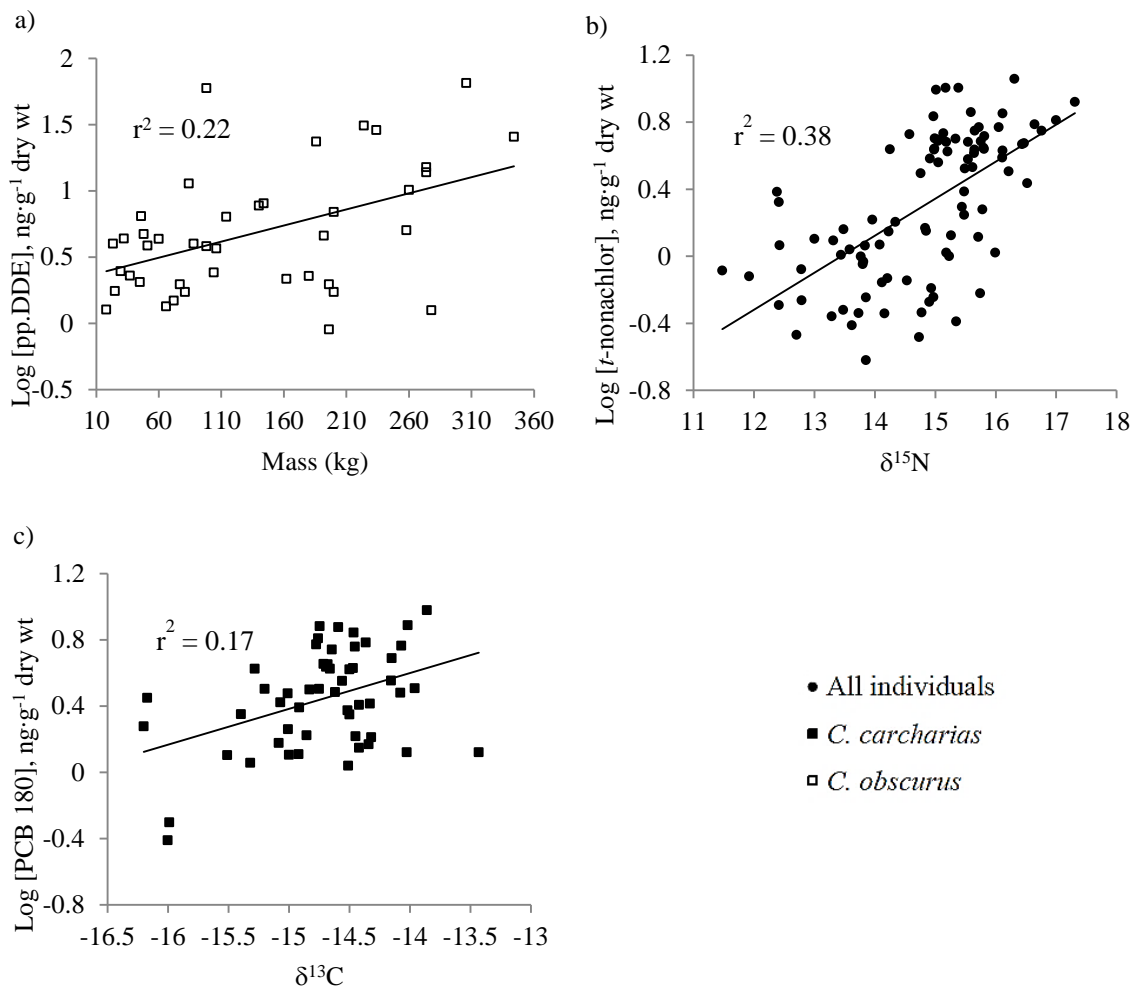 a)
Log [pp.DDE], ng·g⁻¹ dry wt
2
1.5
1
0.5
0
-0.5
r² = 0.22
10 60 110 160 210 260 310 360
Mass (kg)
b)
Log [t-nonachlor], ng·g⁻¹ dry wt
1.2
0.8
0.4
0
-0.4
-0.8
r² = 0.38
11 12 13 14 15 16 17 18
δ¹⁵N
c)
Log [PCB 180], ng·g⁻¹ dry wt
1.2
0.8
0.4
0
-0.4
-0.8
r² = 0.17
-16.5 -16 -15.5 -15 -14.5 -14 -13.5 -13
δ¹³C
All individuals
C. carcharias
C. obscurus